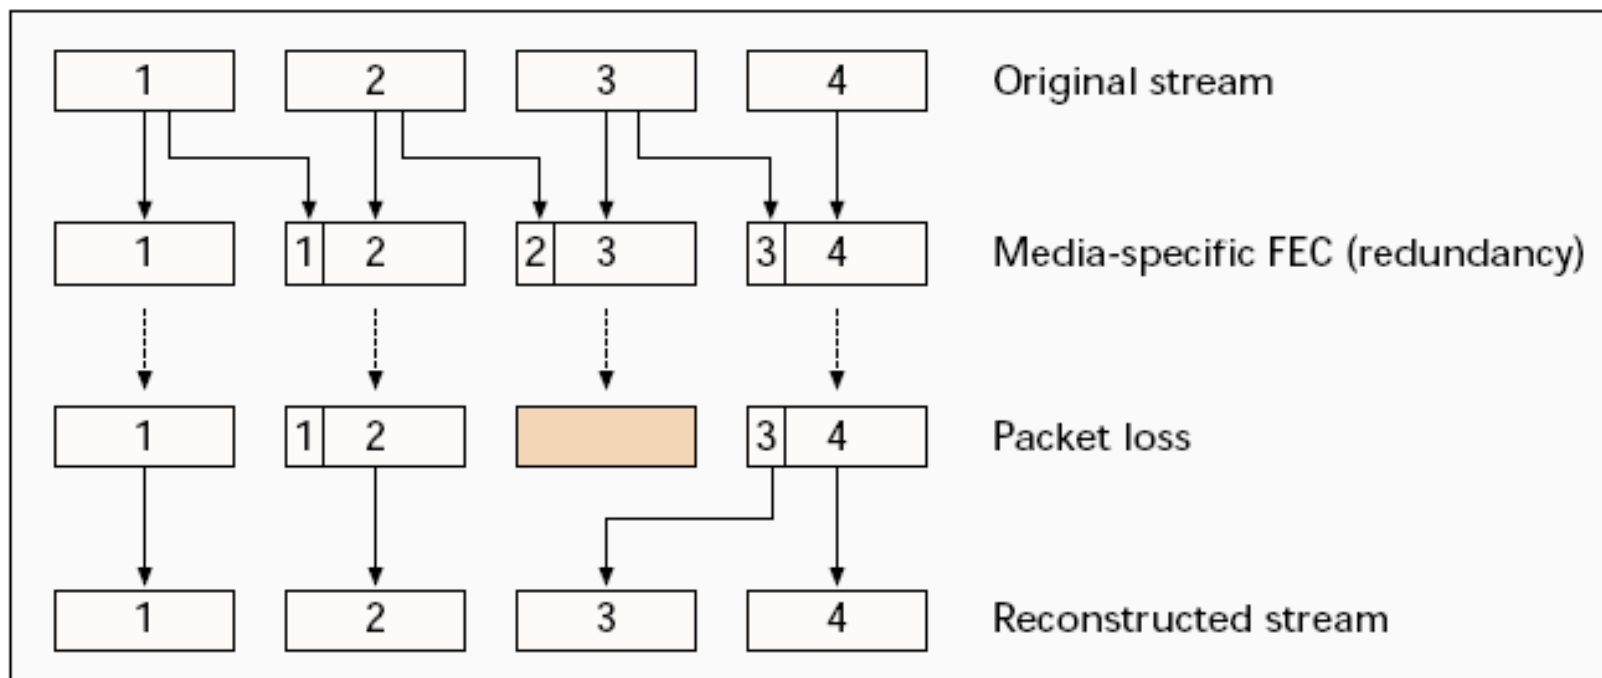 1 2 3 4 Original stream
1 1 2 2 3 3 4 Media-specific FEC (redundancy)
1 1 2 3 4 Packet loss
1 2 3 4 Reconstructed stream